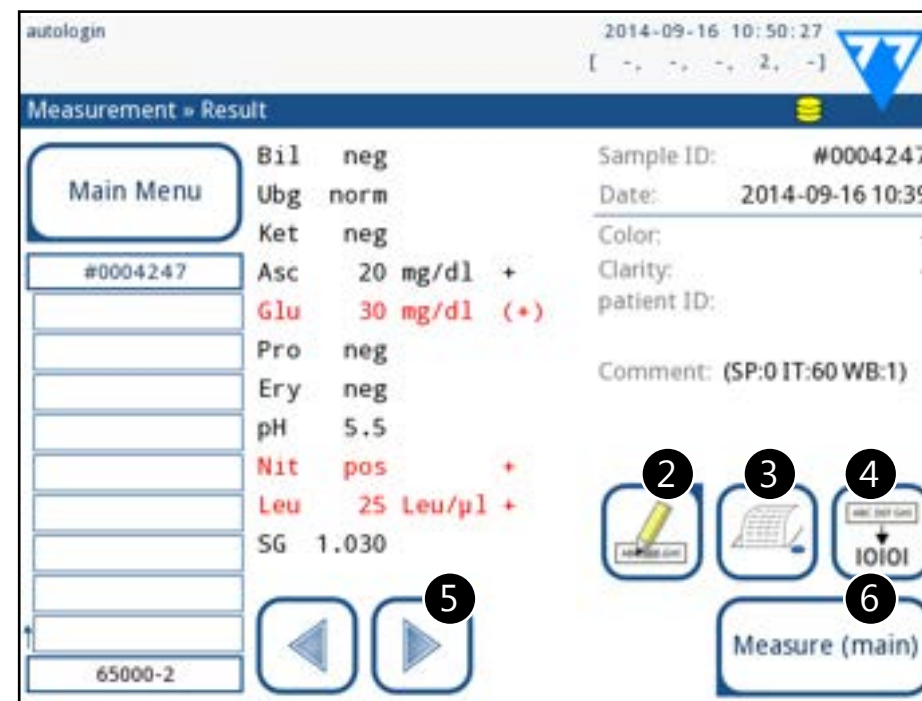 autologin
2014-09-16 10:50:27
[ -, -, -, 2, -]
77
Measurement » Result
Main Menu
#0004247
65000-2
Bil neg
Ubg norm
Ket neg
Asc 20 mg/dl +
Glu 30 mg/dl (+)
Pro neg
Ery neg
pH 5.5
Nit pos +
Leu 25 Leu/µl +
SG 1.030
Sample ID: #0004247
Date: 2014-09-16 10:39
Color:
Clarity:
patient ID:
Comment: (SP:0 IT:60 WB:1)
2
3
4
IOIOI
5
6
Measure (main)